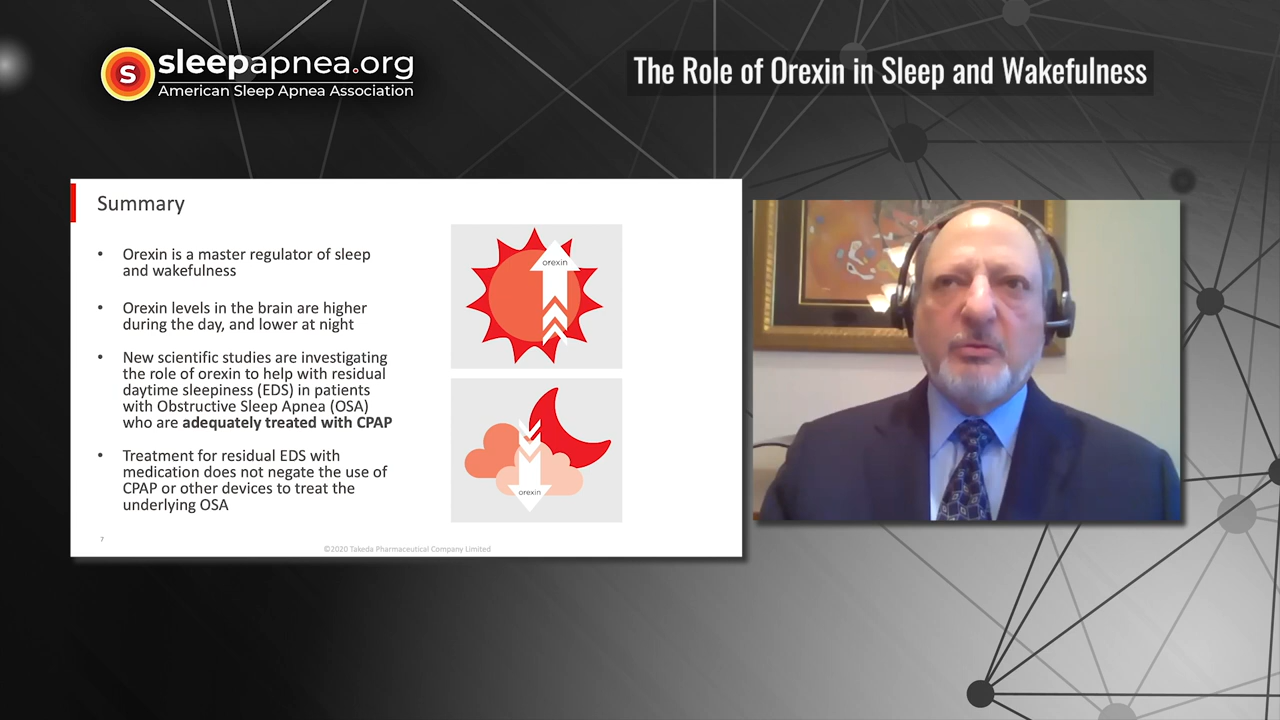 S
sleepapnea.org
American Sleep Apnea Association
The Role of Orexin in Sleep and Wakefulness
Summary
• Orexin is a master regulator of sleep
and wakefulness
• Orexin levels in the brain are higher
during the day, and lower at night
• New scientific studies are investigating
the role of orexin to help with residual
daytime sleepiness (EDS) in patients
with Obstructive Sleep Apnea (OSA)
who are adequately treated with CPAP
• Treatment for residual EDS with
medication does not negate the use of
CPAP or other devices to treat the
underlying OSA
orexin
orexin
7
©2020 Takeda Pharmaceutical Company Limited